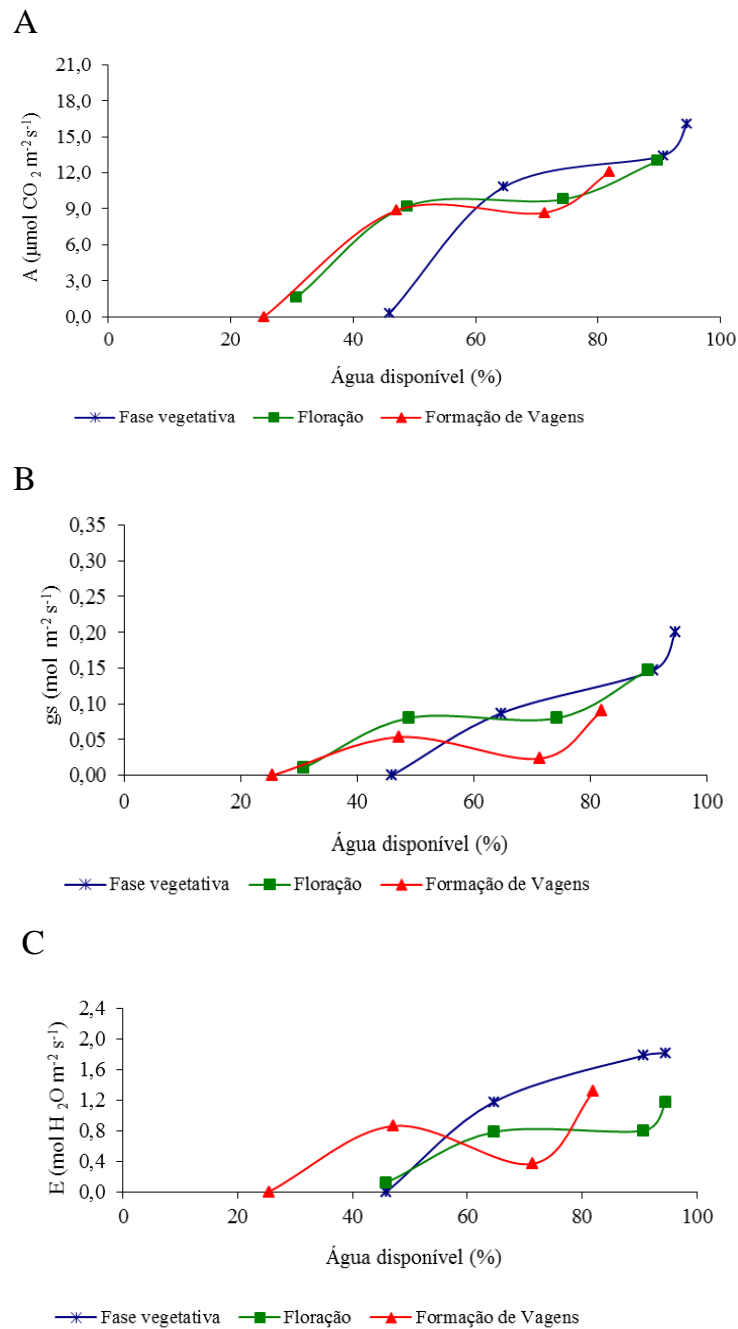 A
A (µmol CO₂ m⁻² s⁻¹)
21,0
18,0
15,0
12,0
9,0
6,0
3,0
0,0
0 20 40 60 80 100
Água disponível (%)
Fase vegetativa Floração Formação de Vagens
B
gs (mol m⁻² s⁻¹)
0,35
0,30
0,25
0,20
0,15
0,10
0,05
0,00
0 20 40 60 80 100
Água disponível (%)
Fase vegetativa Floração Formação de Vagens
C
E (mol H₂O m⁻² s⁻¹)
2,4
2,0
1,6
1,2
0,8
0,4
0,0
0 20 40 60 80 100
Água disponível (%)
Fase vegetativa Floração Formação de Vagens